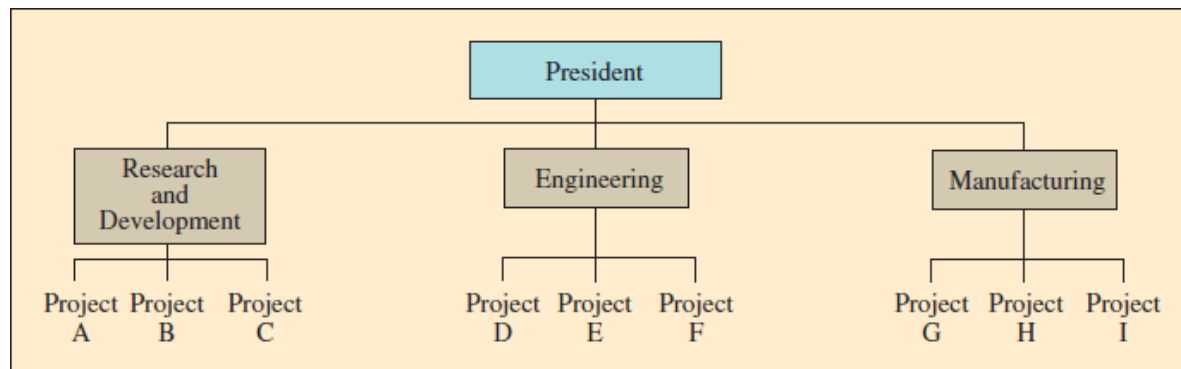 President
Research
and
Development
Engineering
Manufacturing
Project Project Project
A B C
Project Project Project
D E F
Project Project Project
G H I